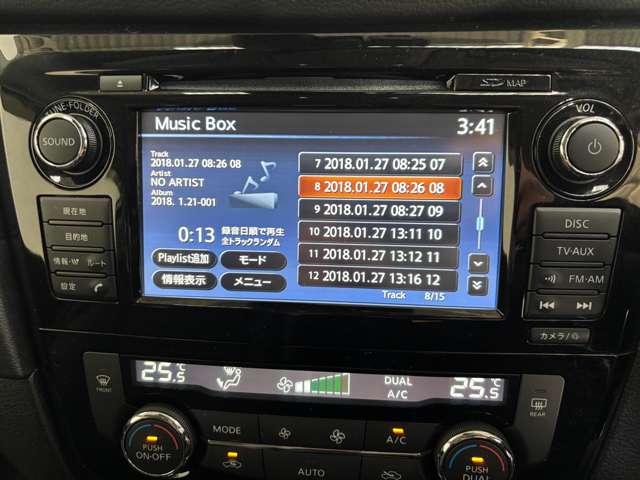 SD MAP
TUNE·FOLDER
SOUND
VOL
Music Box
3:41
Track
2018.01.27 08:26 08
Artist
NO ARTIST
Album
2018. 1.21-001
0:13
録音日順で再生
全トラックランダム
Playlist追加
モード
情報表示
メニュー
7 2018.01.27 08:25 07
8 2018.01.27 08:26 08
9 2018.01.27 08:27 09
10 2018.01.27 13:11 10
11 2018.01.27 13:12 11
12 2018.01.27 13:16 12
Track 8/15
現在地
目的地
情報・VICS ルート
設定
DISC
TV·AUX
FM·AM
カメラ/
25.5℃
DUAL
A/C
25.5℃
FRONT
REAR
MODE
A/C
PUSH
ON·OFF
AUTO
PUSH
DUAL